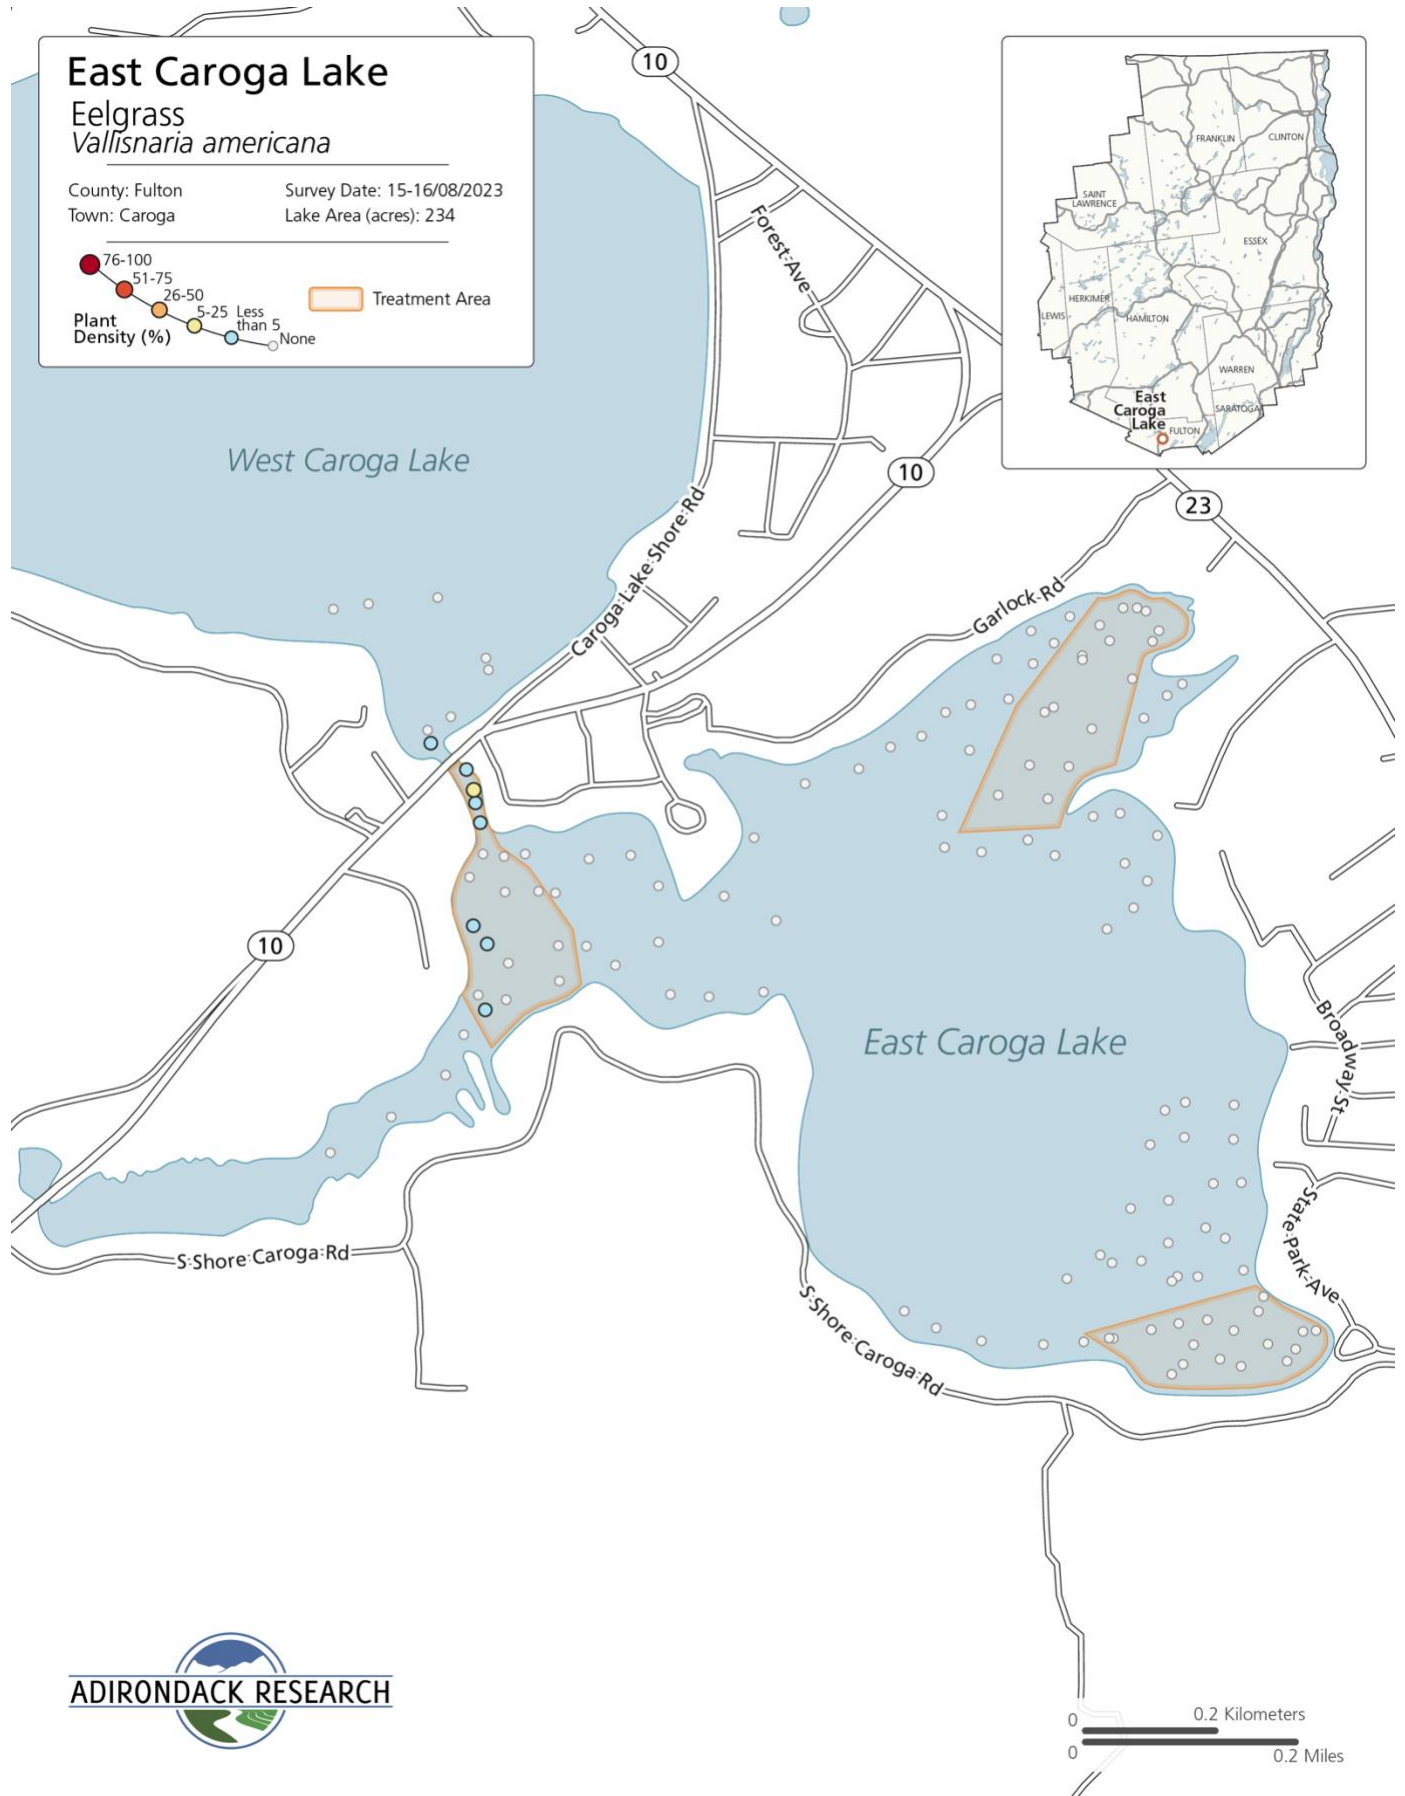 East Caroga Lake
Eelgrass
Vallisnaria americana
County: Fulton
Survey Date: 15-16/08/2023
Town: Caroga
Lake Area (acres): 234
76-100
51-75
26-50
5-25
Less
than 5
None
Plant
Density (%)
Treatment Area
10
FRANKLIN
CLINTON
SAINT
LAWRENCE
ESSEX
HERKIMER
LEWIS
HAMILTON
WARREN
East
Caroga
Lake
SARATOGA
FULTON
Forest Ave
West Caroga Lake
10
23
Caroga Lake Shore Rd
Garlock Rd
10
East Caroga Lake
Broadway St
State Park Ave
S Shore Caroga Rd
S Shore Caroga Rd
ADIRONDACK RESEARCH
0
0.2 Kilometers
0
0.2 Miles